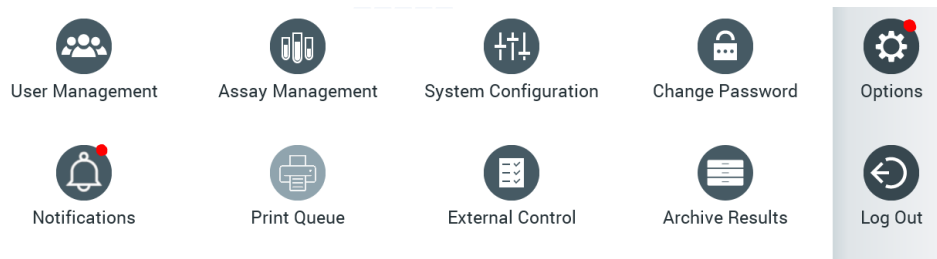 User Management
Assay Management
System Configuration
Change Password
Options
Notifications
Print Queue
External Control
Archive Results
Log Out